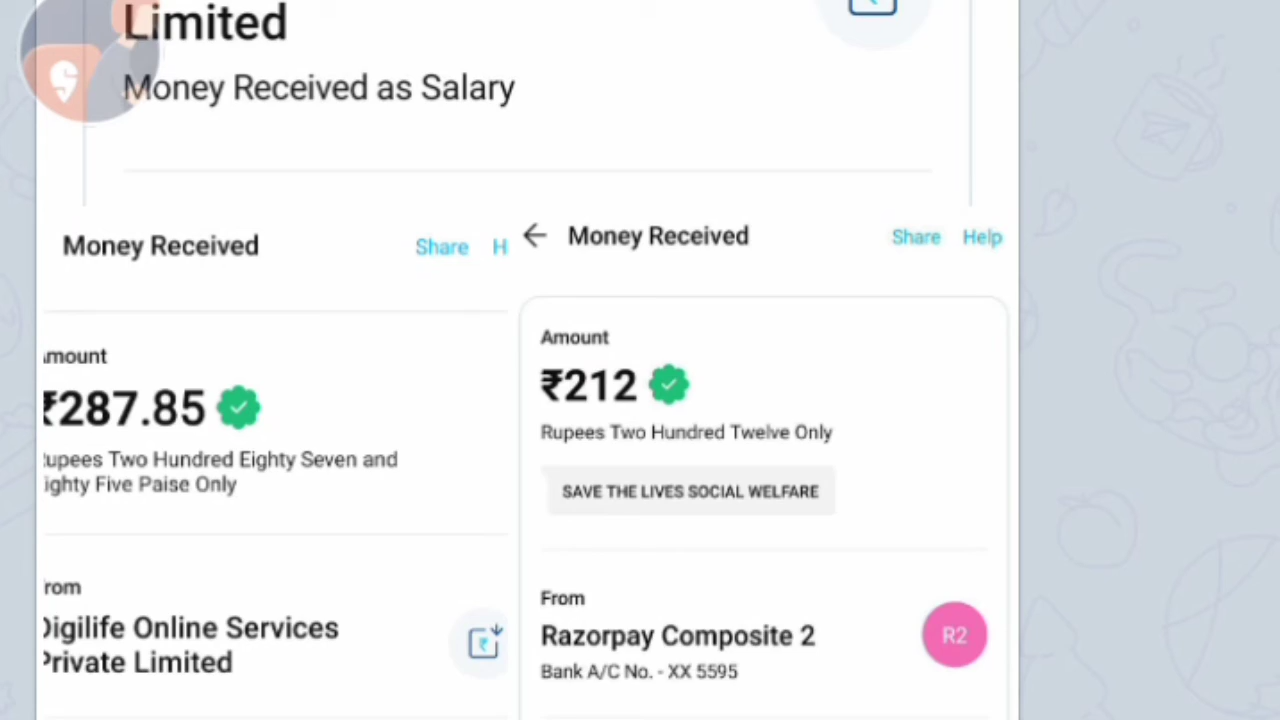 Limited
Money Received as Salary
Money Received
Share H
mount
₹287.85
upees Two Hundred Eighty Seven and
ighty Five Paise Only
rom
Digilife Online Services
Private Limited
Money Received
Share Help
Amount
₹212
Rupees Two Hundred Twelve Only
SAVE THE LIVES SOCIAL WELFARE
From
Razorpay Composite 2
R2
Bank A/C No. - XX 5595